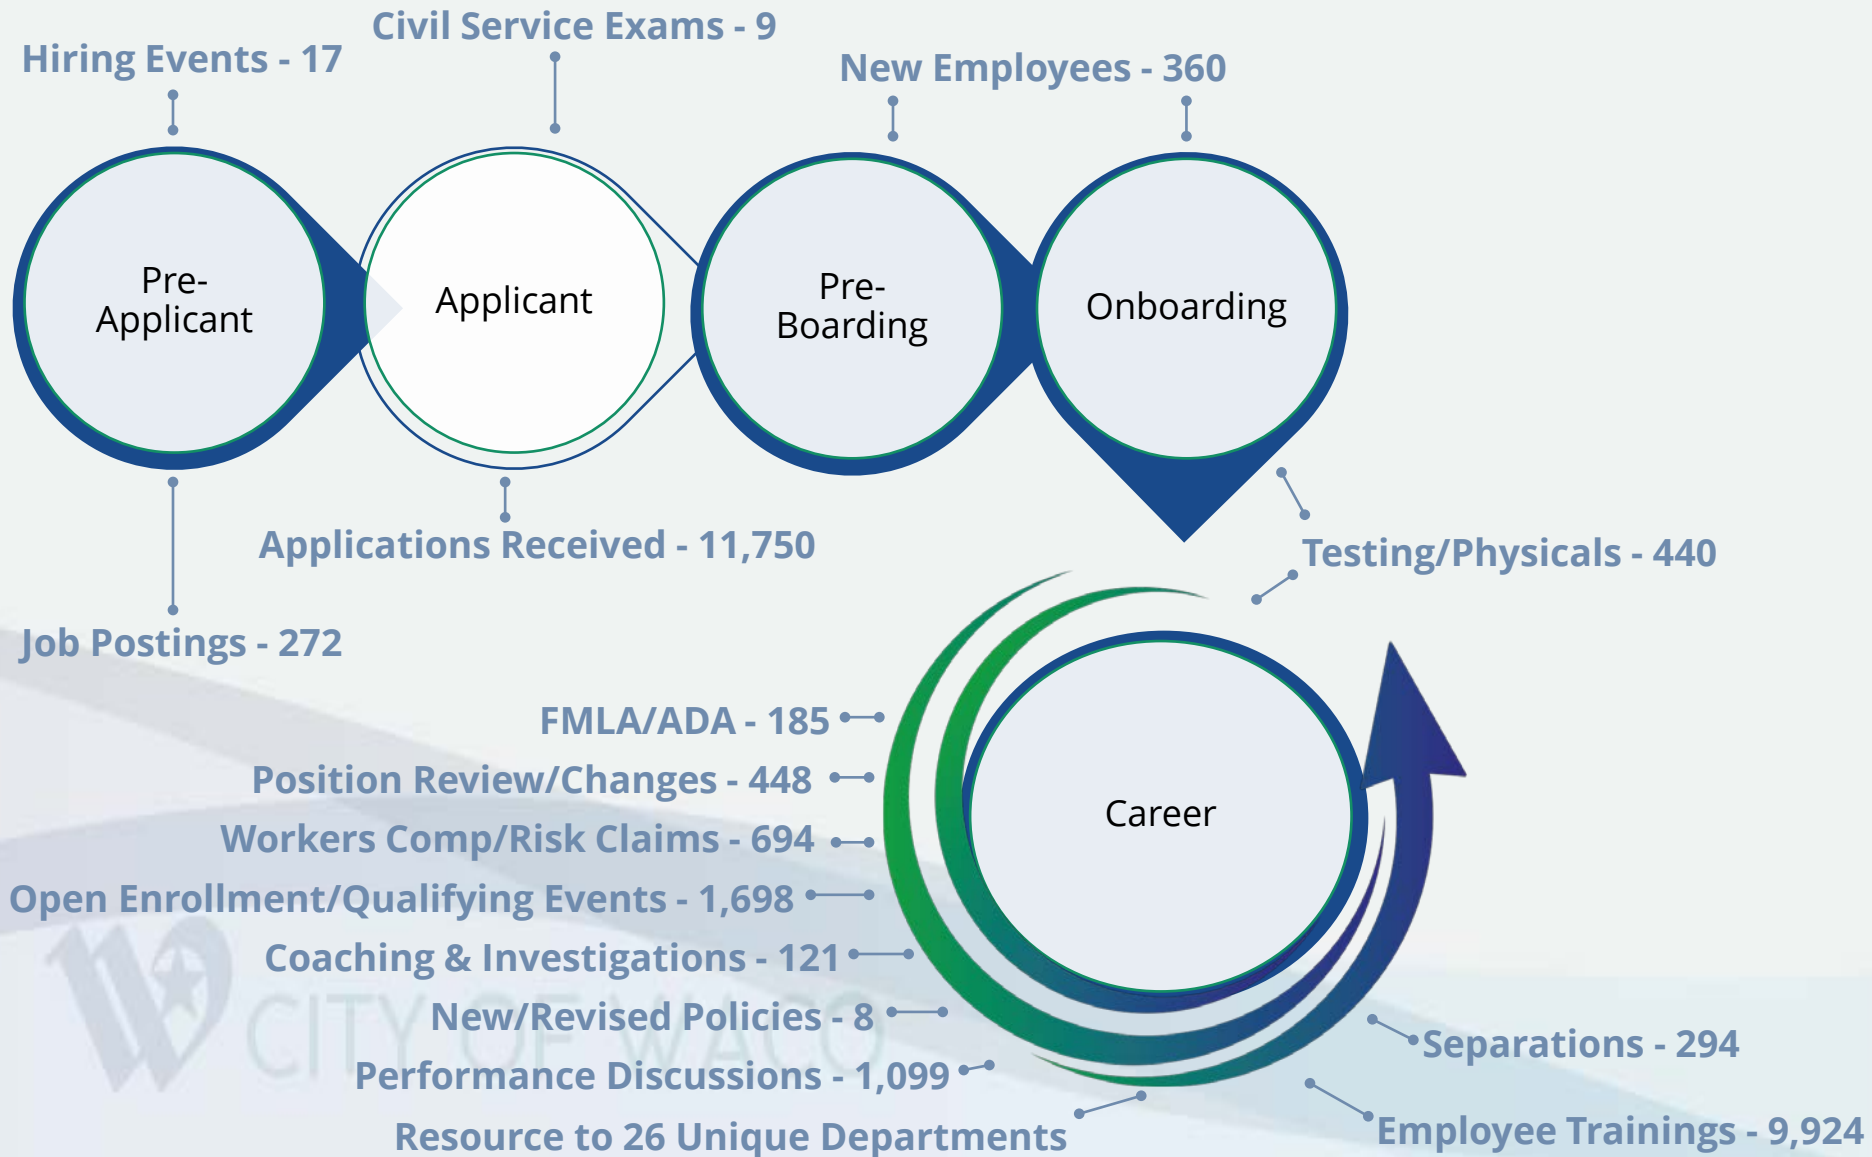 Civil Service Exams - 9
Hiring Events - 17
New Employees - 360
Pre-
Applicant
Applicant
Pre-
Boarding
Onboarding
Applications Received - 11,750
Testing/Physicals - 440
Job Postings - 272
FMLA/ADA - 185
Position Review/Changes - 448
Workers Comp/Risk Claims - 694
Career
Open Enrollment/Qualifying Events - 1,698
Coaching & Investigations - 121
New/Revised Policies - 8
CITY OF WACO
Separations - 294
Performance Discussions - 1,099
Employee Trainings - 9,924
Resource to 26 Unique Departments